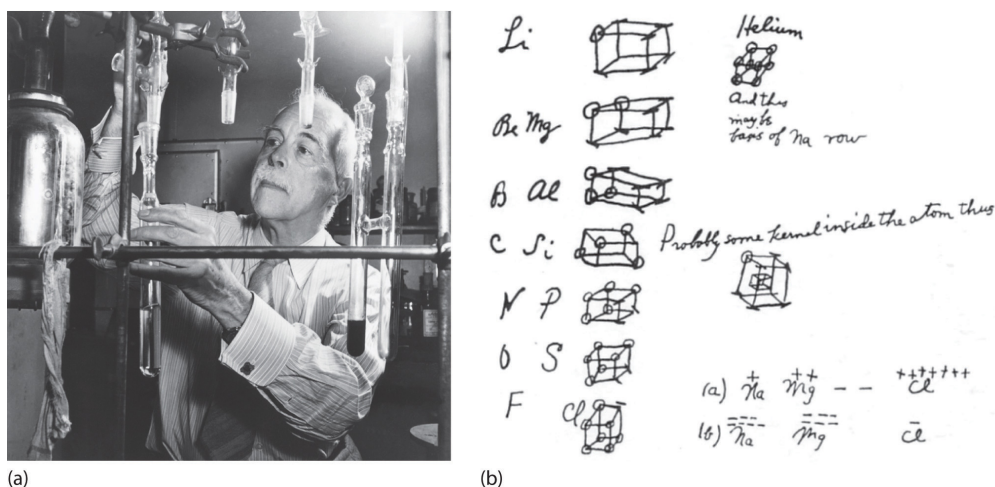 Li
Helium
And this
may be
basis of Na row
Be Mg
B Al
C Si
Probably some kernel inside the atom thus
N P
O S
F Cl
(a) + Na ++ Mg - - +++++++ Cl
(b) ------- Na ------ Mg - Cl
(a)
(b)